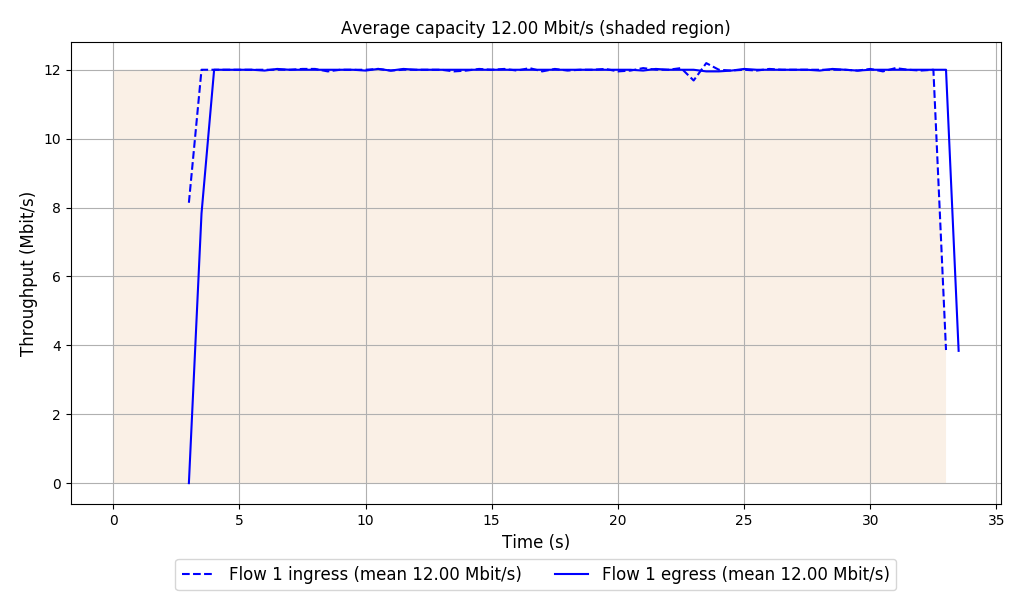 Average capacity 12.00 Mbit/s (shaded region)
Throughput (Mbit/s)
12
10
8
6
4
2
0
0 5 10 15 20 25 30 35
Time (s)
Flow 1 ingress (mean 12.00 Mbit/s) Flow 1 egress (mean 12.00 Mbit/s)